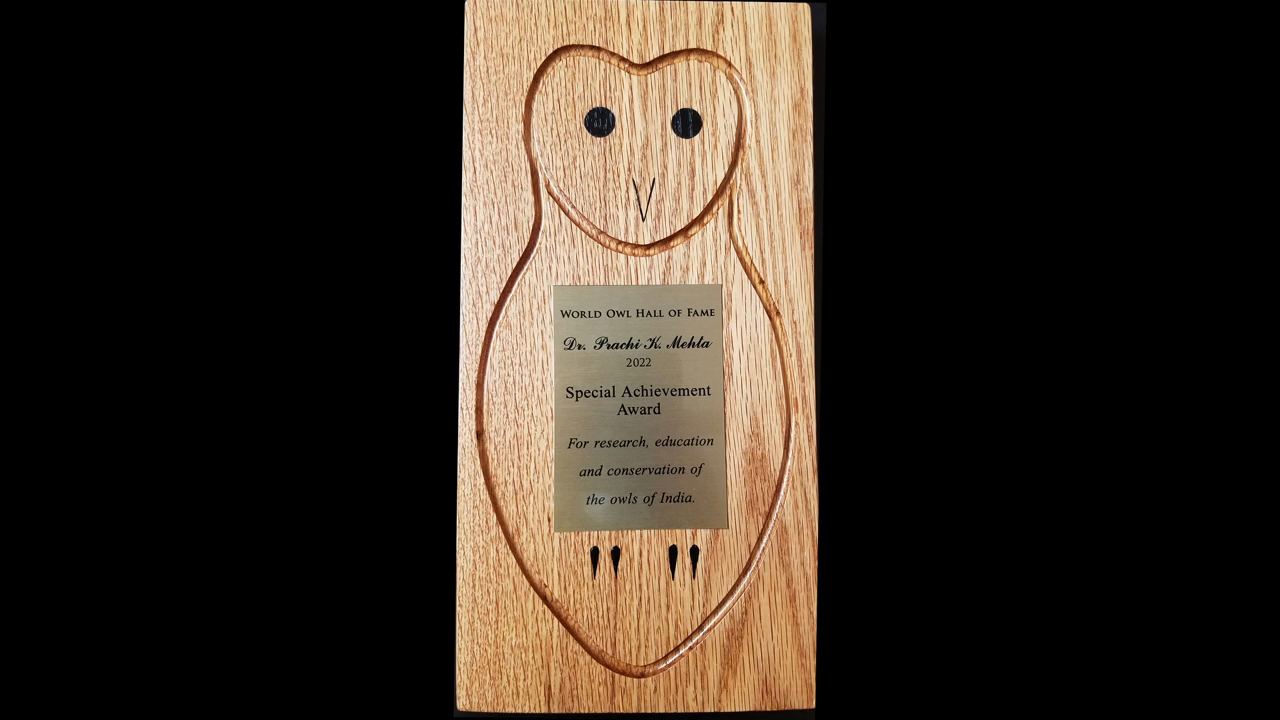 World Owl Hall of Fame
Dr. Prachi K. Mehta
2022
Special Achievement
Award
For research, education
and conservation of
the owls of India.